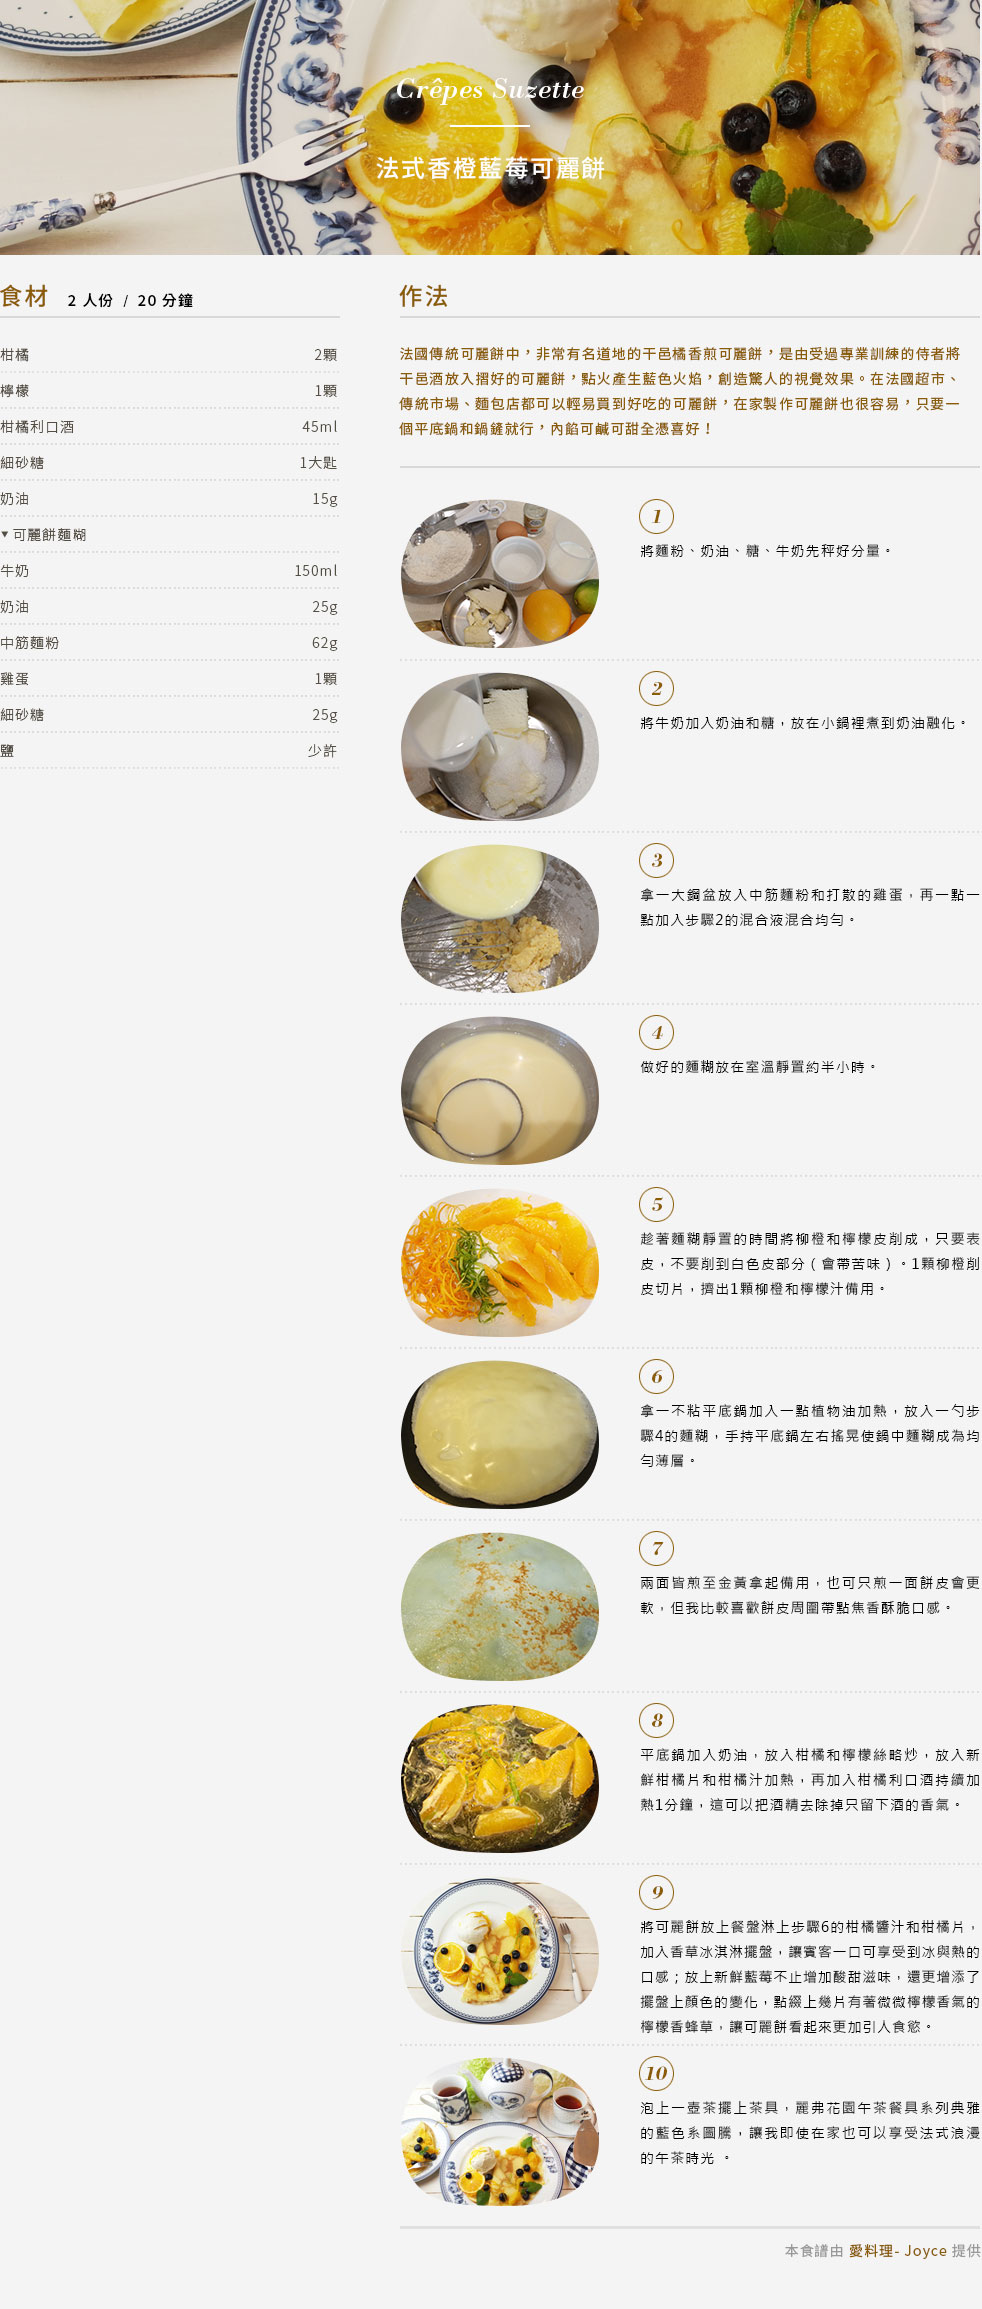 Crêpes Suzette
法式香橙藍莓可麗餅
食材 2 人份 / 20 分鐘
柑橘 2顆
檸檬 1顆
柑橘利口酒 45ml
細砂糖 1大匙
奶油 15g
▾可麗餅麵糊
牛奶 150ml
奶油 25g
中筋麵粉 62g
雞蛋 1顆
細砂糖 25g
鹽 少許
作法
法國傳統可麗餅中，非常有名道地的干邑橘香煎可麗餅，是由受過專業訓練的侍者將
干邑酒放入摺好的可麗餅，點火產生藍色火焰，創造驚人的視覺效果。在法國超市、
傳統市場、麵包店都可以輕易買到好吃的可麗餅，在家製作可麗餅也很容易，只要一
個平底鍋和鍋鏟就行，內餡可鹹可甜全憑喜好！
1
將麵粉、奶油、糖、牛奶先秤好分量。
2
將牛奶加入奶油和糖，放在小鍋裡煮到奶油融化。
3
拿一大鋼盆放入中筋麵粉和打散的雞蛋，再一點一
點加入步驟2的混合液混合均勻。
4
做好的麵糊放在室溫靜置約半小時。
5
趁著麵糊靜置的時間將柳橙和檸檬皮削成，只要表
皮，不要削到白色皮部分（會帶苦味）。1顆柳橙削
皮切片，擠出1顆柳橙和檸檬汁備用。
6
拿一不粘平底鍋加入一點植物油加熱，放入一勺步
驟4的麵糊，手持平底鍋左右搖晃使鍋中麵糊成為均
勻薄層。
7
兩面皆煎至金黃拿起備用，也可只煎一面餅皮會更
軟，但我比較喜歡餅皮周圍帶點焦香酥脆口感。
8
平底鍋加入奶油，放入柑橘和檸檬絲略炒，放入新
鮮柑橘片和柑橘汁加熱，再加入柑橘利口酒持續加
熱1分鐘，這可以把酒精去除掉只留下酒的香氣。
9
將可麗餅放上餐盤淋上步驟6的柑橘醬汁和柑橘片，
加入香草冰淇淋擺盤，讓賓客一口可享受到冰與熱的
口感；放上新鮮藍莓不止增加酸甜滋味，還更增添了
擺盤上顏色的變化，點綴上幾片有著微微檸檬香氣的
檸檬香蜂草，讓可麗餅看起來更加引人食慾。
10
泡上一壺茶擺上茶具，麗弗花園午茶餐具系列典雅
的藍色系圖騰，讓我即使在家也可以享受法式浪漫
的午茶時光 。
本食譜由 愛料理- Joyce 提供